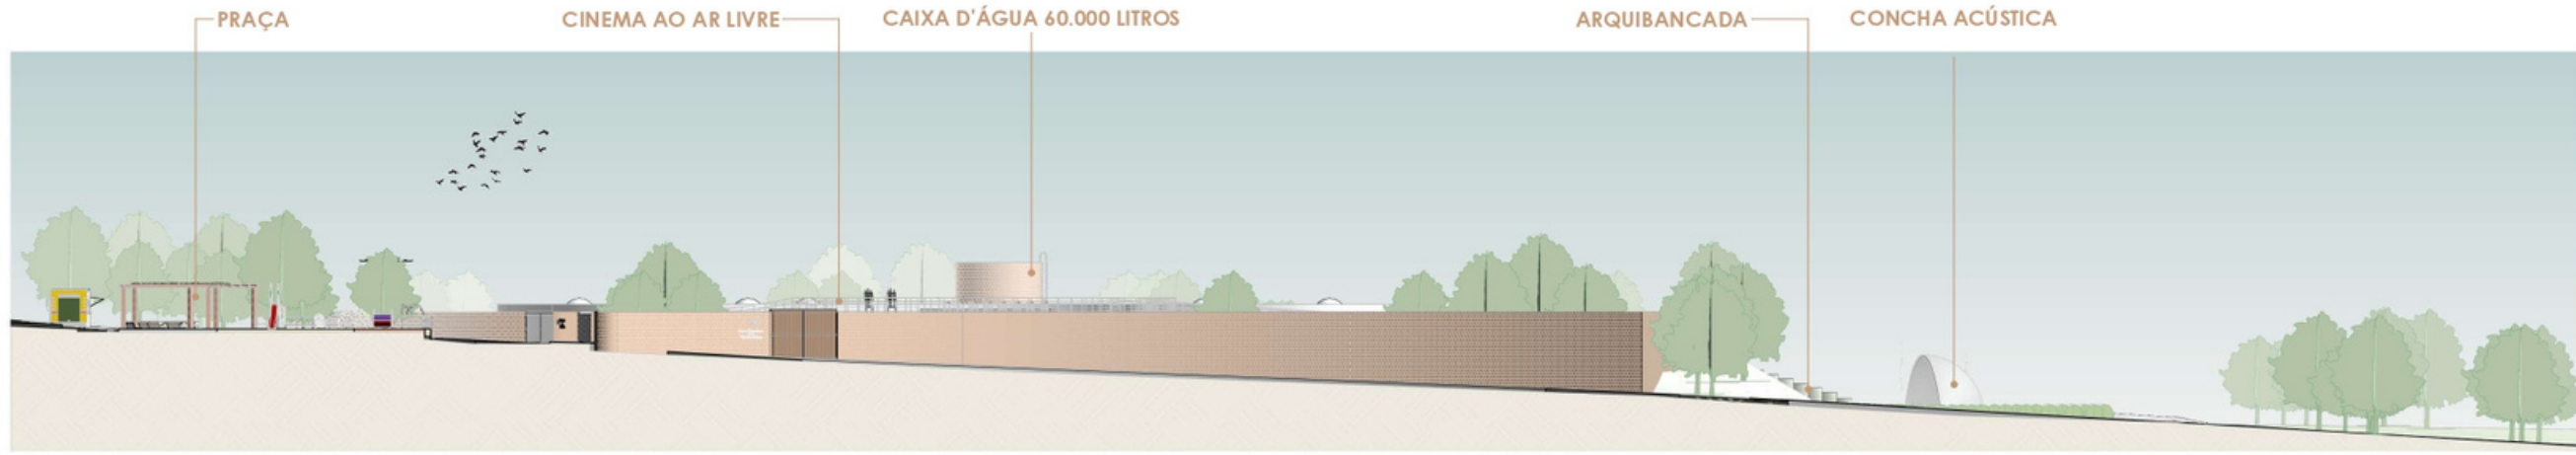 PRAÇA
CINEMA AO AR LIVRE
CAIXA D'ÁGUA 60.000 LITROS
ARQUIBANCADA
CONCHA ACÚSTICA